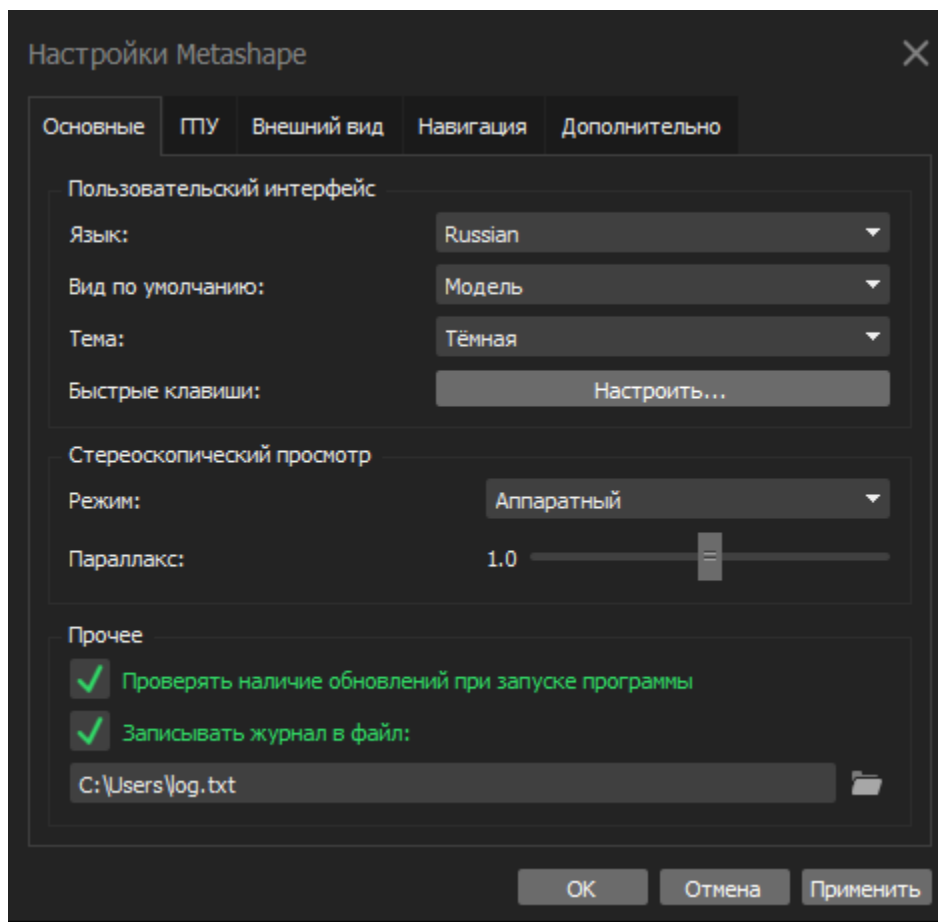 Настройки Metashape
Основные ГПУ Внешний вид Навигация Дополнительно
Пользовательский интерфейс
Язык: Russian
Вид по умолчанию: Модель
Тема: Тёмная
Быстрые клавиши: Настроить...
Стереоскопический просмотр
Режим: Аппаратный
Параллакс: 1.0
Прочее
Проверять наличие обновлений при запуске программы
Записывать журнал в файл:
C:\Users\log.txt
OK Отмена Применить